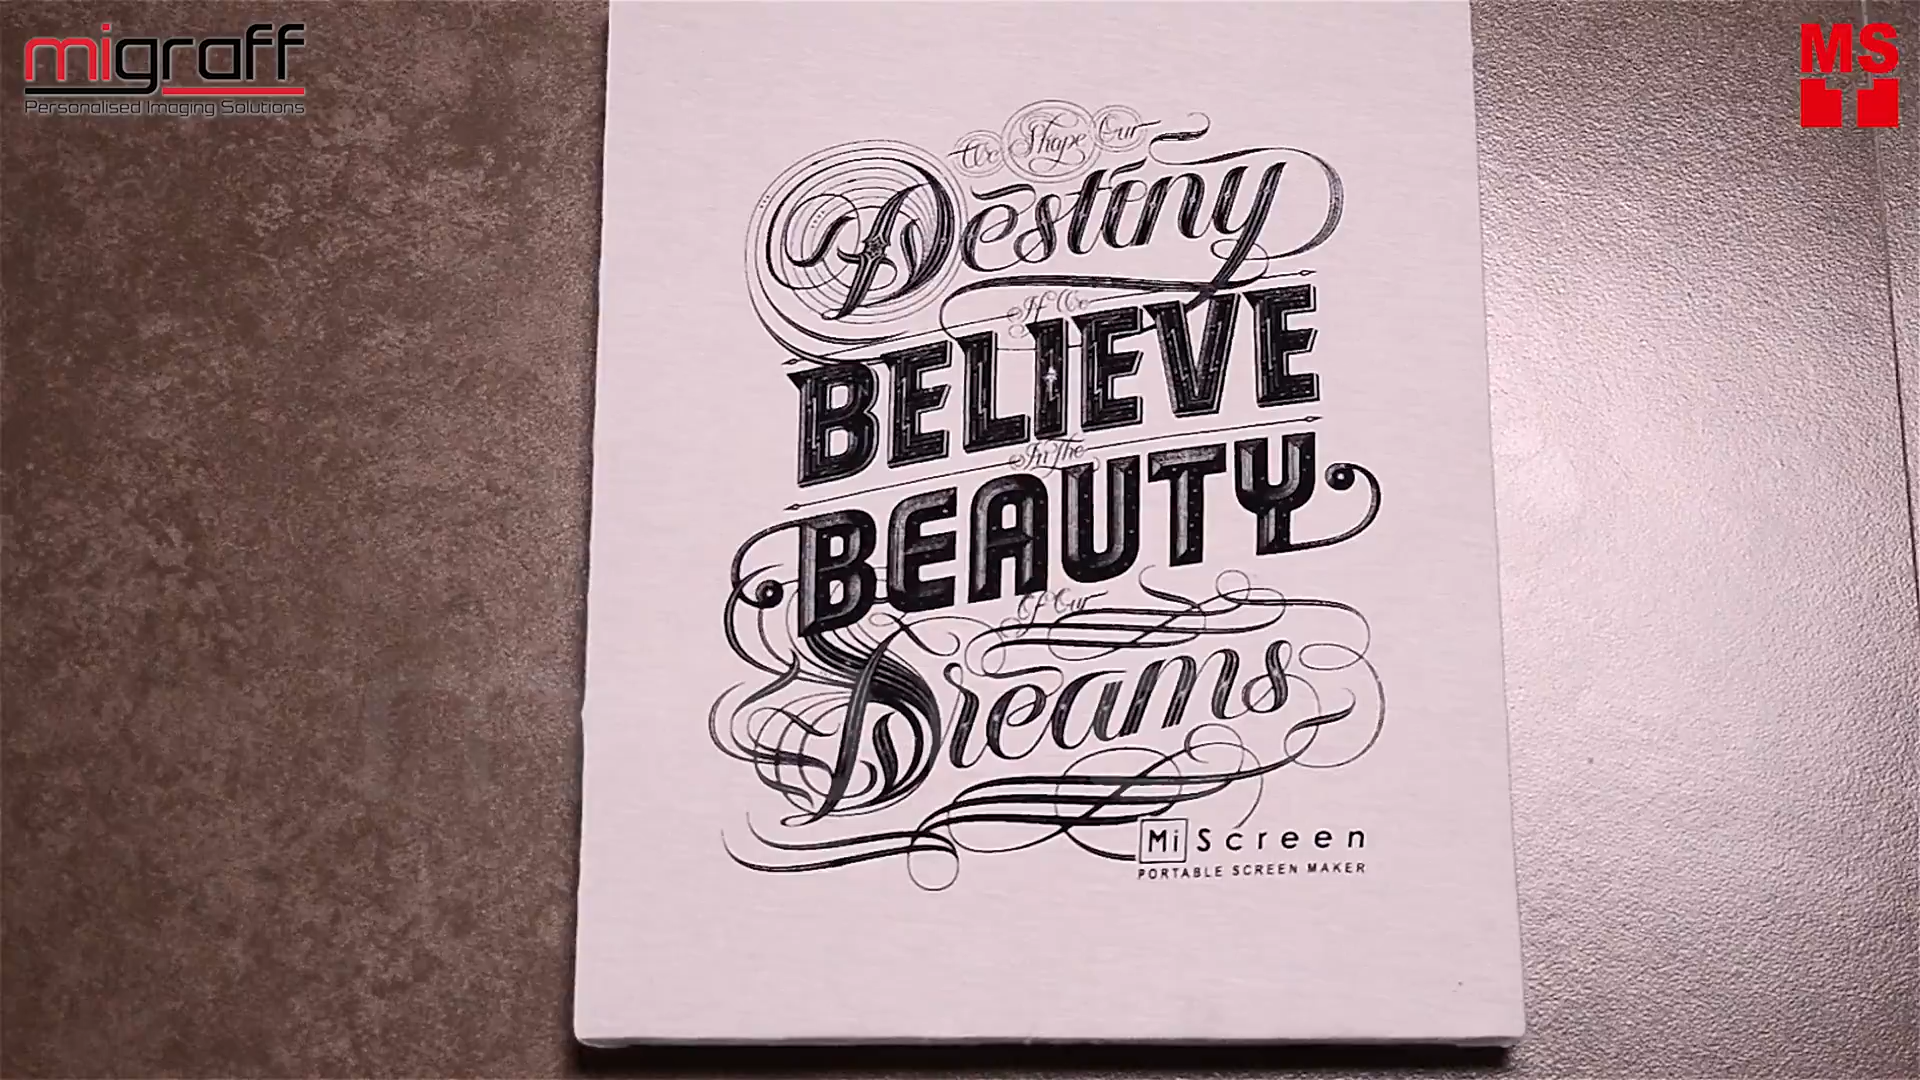 migraff
Personalised Imaging Solutions
MS
We Shape Our
Destiny
If We
BELIEVE
In The
BEAUTY
Of Our
Dreams
Mi Screen
PORTABLE SCREEN MAKER